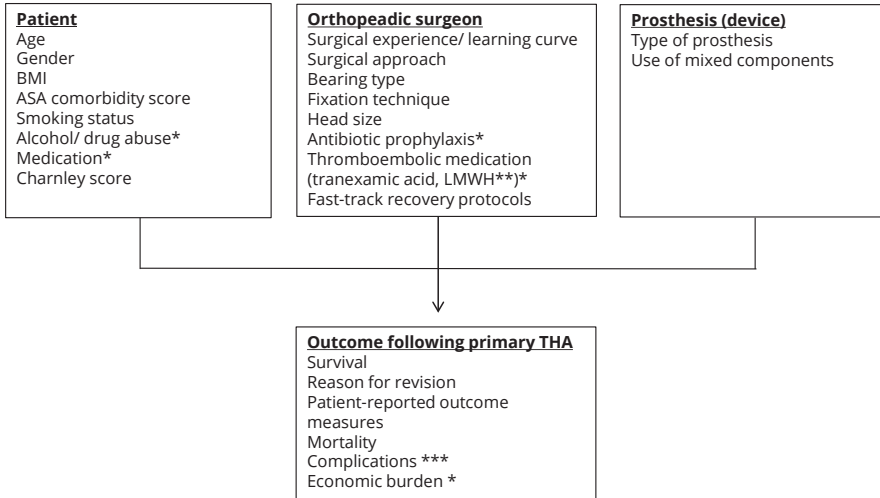 Patient
Age
Gender
BMI
ASA comorbidity score
Smoking status
Alcohol/ drug abuse*
Medication*
Charnley score
Orthopeadic surgeon
Surgical experience/ learning curve
Surgical approach
Bearing type
Fixation technique
Head size
Antibiotic prophylaxis*
Thromboembolic medication
(tranexamic acid, LMWH**)*
Fast-track recovery protocols
Prosthesis (device)
Type of prosthesis
Use of mixed components
Outcome following primary THA
Survival
Reason for revision
Patient-reported outcome
measures
Mortality
Complications ***
Economic burden *